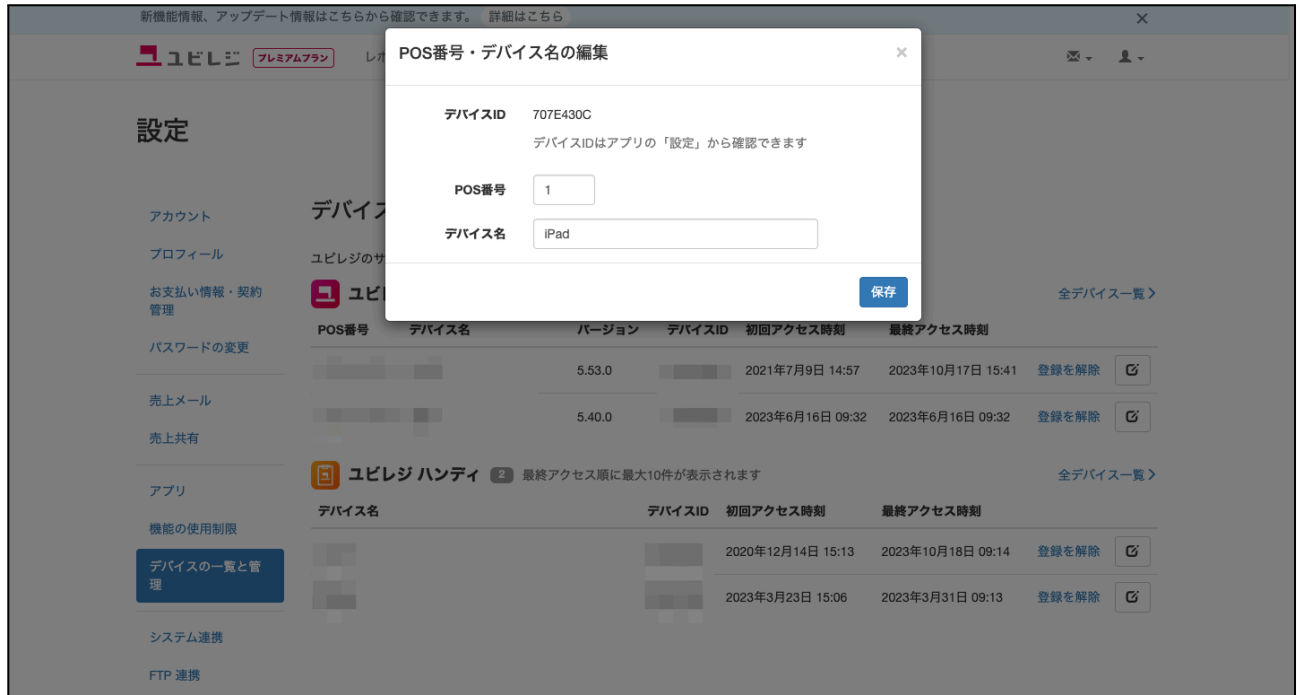 新機能情報、アップデート情報はこちらから確認できます。 詳細はこちら ×
ユビレジ プレミアムプラン レポ
POS番号・デバイス名の編集 ×
デバイスID 707E430C
デバイスIDはアプリの「設定」から確認できます
POS番号 1
デバイス名 iPad
保存
設定
アカウント
プロフィール
お支払い情報・契約
管理
パスワードの変更
売上メール
売上共有
アプリ
機能の使用制限
デバイスの一覧と管
理
システム連携
FTP 連携
デバイス
ユビレジのサ
ユビレ 全デバイス一覧
POS番号 デバイス名 バージョン デバイスID 初回アクセス時刻 最終アクセス時刻
5.53.0 2021年7月9日 14:57 2023年10月17日 15:41 登録を解除
5.40.0 2023年6月16日 09:32 2023年6月16日 09:32 登録を解除
ユビレジ ハンディ 2 最終アクセス順に最大10件が表示されます 全デバイス一覧
デバイス名 デバイスID 初回アクセス時刻 最終アクセス時刻
2020年12月14日 15:13 2023年10月18日 09:14 登録を解除
2023年3月23日 15:06 2023年3月31日 09:13 登録を解除